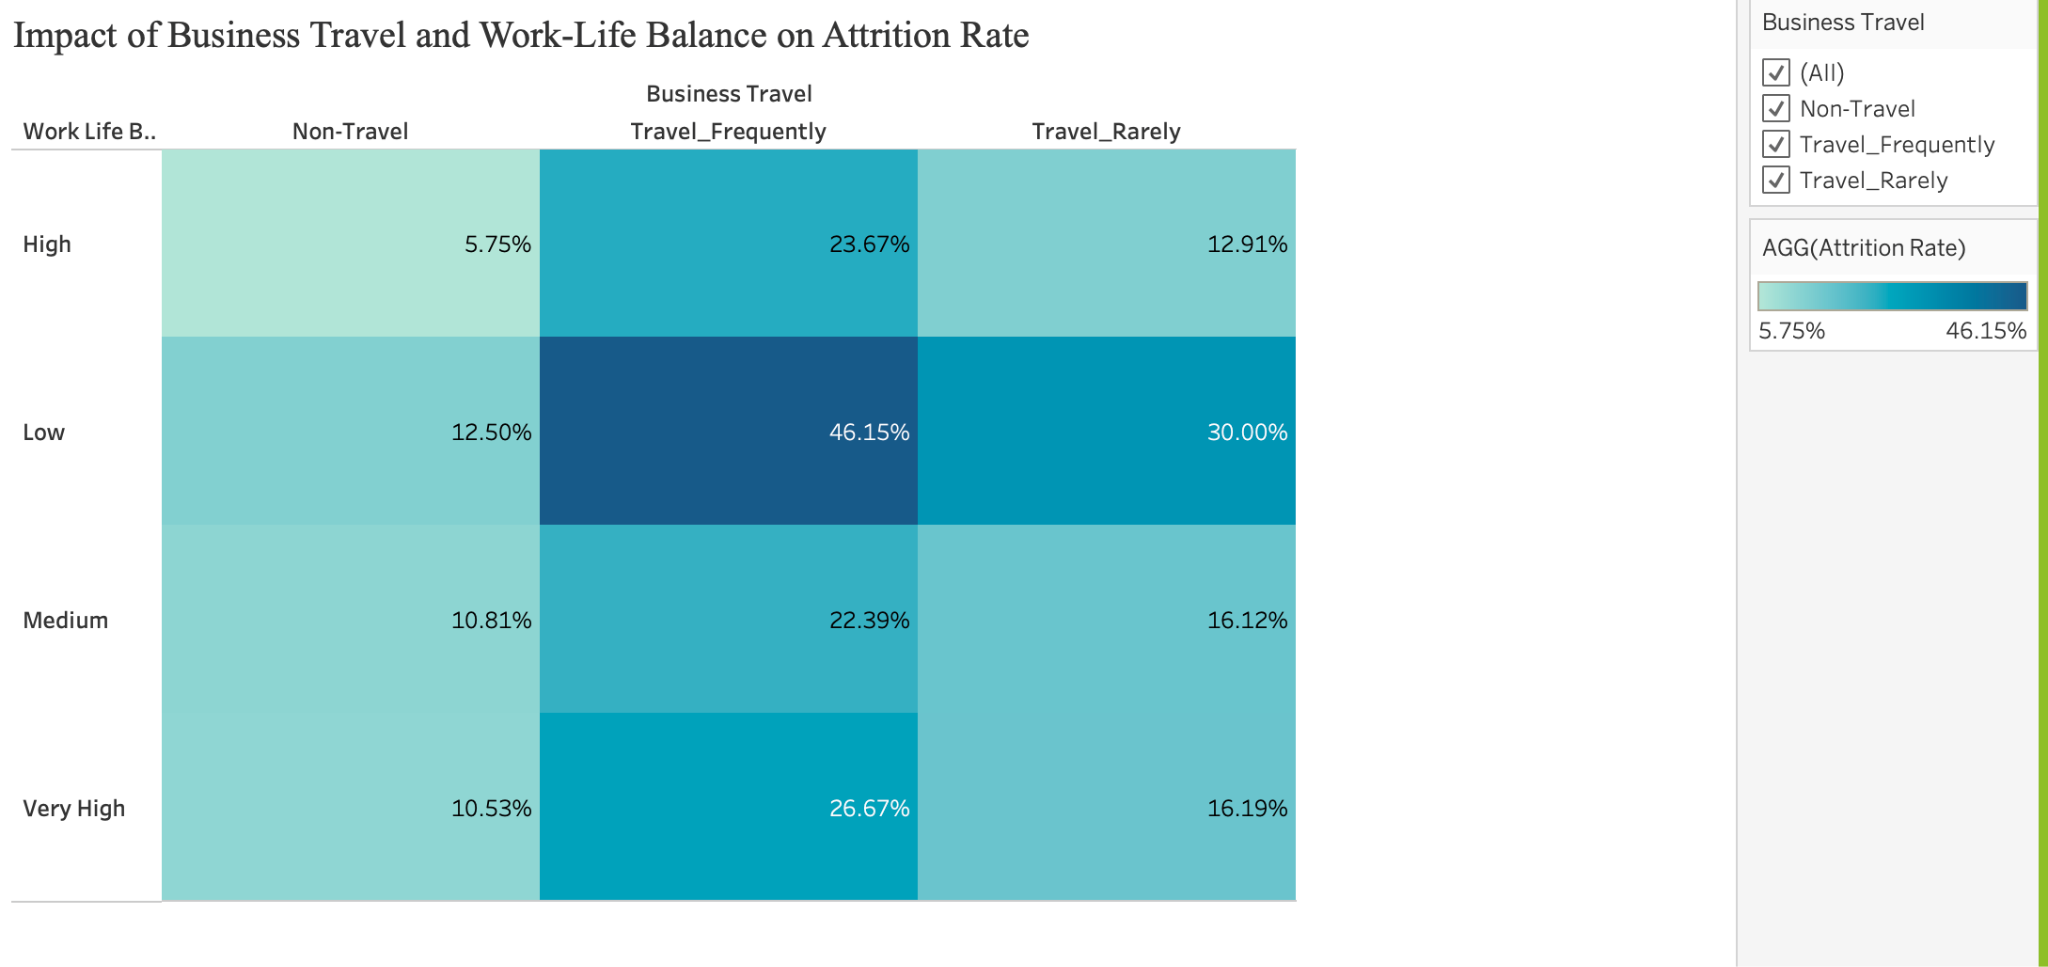 Impact of Business Travel and Work-Life Balance on Attrition Rate
Business Travel
Work Life B.. Non-Travel Travel_Frequently Travel_Rarely
High 5.75% 23.67% 12.91%
Low 12.50% 46.15% 30.00%
Medium 10.81% 22.39% 16.12%
Very High 10.53% 26.67% 16.19%
Business Travel
(All)
Non-Travel
Travel_Frequently
Travel_Rarely
AGG(Attrition Rate)
5.75% 46.15%